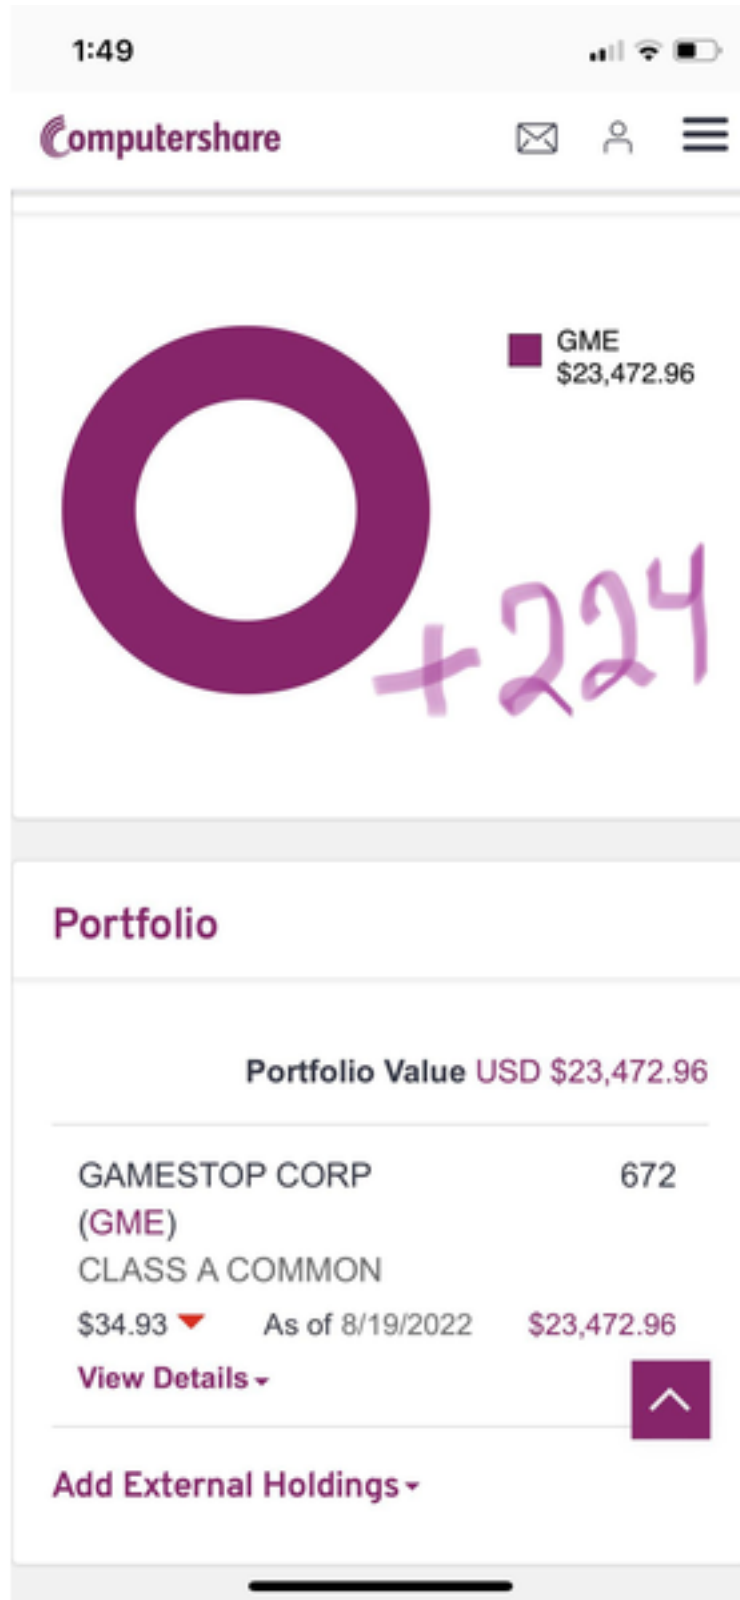 1:49
Computershare
GME
$23,472.96
+224
Portfolio
Portfolio Value USD $23,472.96
GAMESTOP CORP 672
(GME)
CLASS A COMMON
$34.93 As of 8/19/2022 $23,472.96
View Details
Add External Holdings